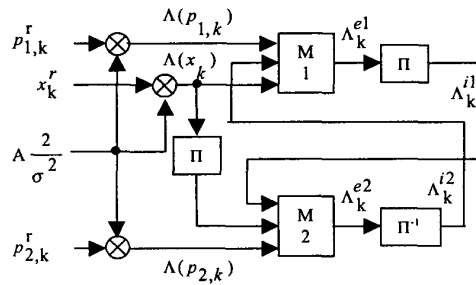 p^r_{1,k}
Λ(p_{1,k})
x^r_k
Λ(x_k)
M
1
Λ^{e1}_k
Π
Λ^{i1}_k
A 2/σ^2
Π
M
2
Λ^{e2}_k
Π^{-1}
Λ^{i2}_k
p^r_{2,k}
Λ(p_{2,k})